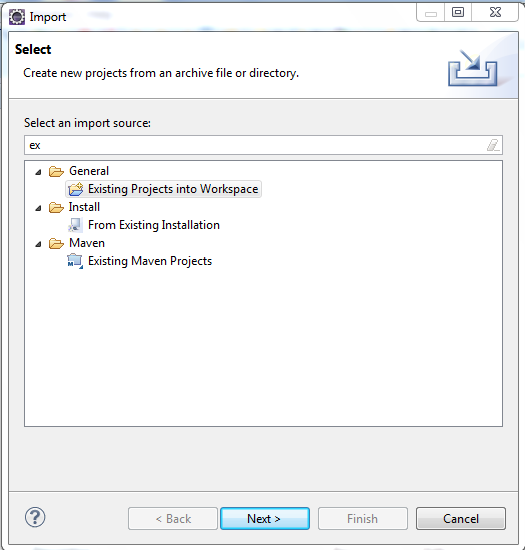 Import
Select
Create new projects from an archive file or directory.
Select an import source:
ex
General
Existing Projects into Workspace
Install
From Existing Installation
Maven
M
Existing Maven Projects
?
< Back
Next >
Finish
Cancel